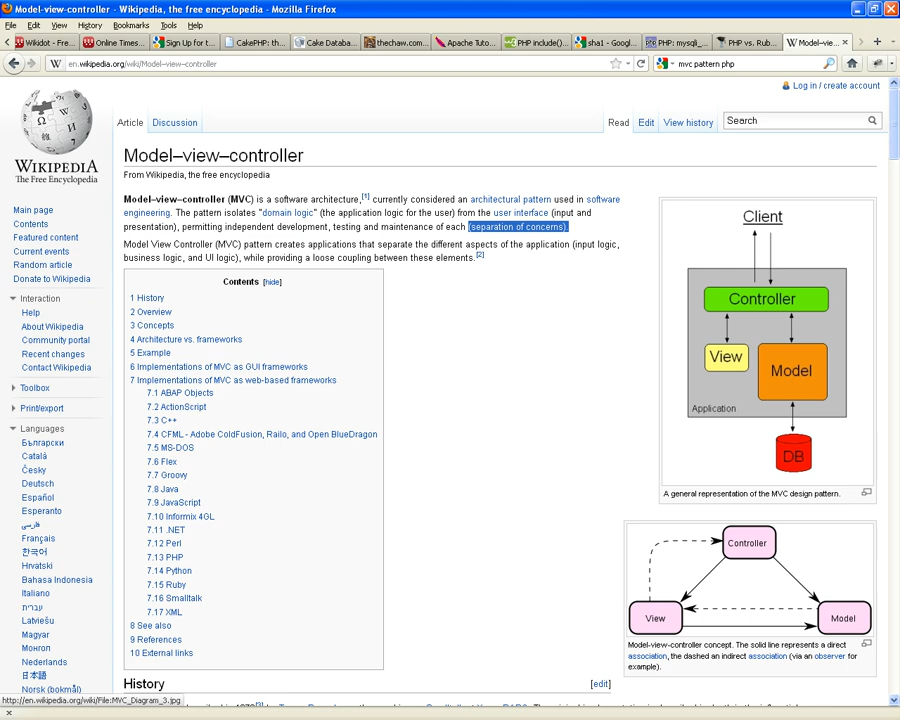 Model-view-controller - Wikipedia, the free encyclopedia - Mozilla Firefox
File Edit View History Bookmarks Tools Help
Wikidot - Fre... Online Times... Sign Up for t... CakePHP: th... Cake Databa... thechaw.com... Apache Tuto... PHP include()... sha1 - Googl... PHP: mysqli_... PHP vs. Rub... Model–vie...
en.wikipedia.org/wiki/Model–view–controller
mvc pattern php
Log in / create account
Article Discussion Read Edit View history Search
WIKIPEDIA
The Free Encyclopedia
Main page
Contents
Featured content
Current events
Random article
Donate to Wikipedia
Interaction
Help
About Wikipedia
Community portal
Recent changes
Contact Wikipedia
Toolbox
Print/export
Languages
Български
Català
Česky
Deutsch
Español
Esperanto
فارسی
Français
한국어
Hrvatski
Bahasa Indonesia
Italiano
עברית
Latviešu
Magyar
Монгол
Nederlands
日本語
Norsk (bokmål)
Model–view–controller
From Wikipedia, the free encyclopedia
Model–view–controller (MVC) is a software architecture,[1] currently considered an architectural pattern used in software
engineering. The pattern isolates "domain logic" (the application logic for the user) from the user interface (input and
presentation), permitting independent development, testing and maintenance of each (separation of concerns).
Model View Controller (MVC) pattern creates applications that separate the different aspects of the application (input logic,
business logic, and UI logic), while providing a loose coupling between these elements.[2]
Contents [hide]
1 History
2 Overview
3 Concepts
4 Architecture vs. frameworks
5 Example
6 Implementations of MVC as GUI frameworks
7 Implementations of MVC as web-based frameworks
7.1 ABAP Objects
7.2 ActionScript
7.3 C++
7.4 CFML - Adobe ColdFusion, Railo, and Open BlueDragon
7.5 MS-DOS
7.6 Flex
7.7 Groovy
7.8 Java
7.9 JavaScript
7.10 Informix 4GL
7.11 .NET
7.12 Perl
7.13 PHP
7.14 Python
7.15 Ruby
7.16 Smalltalk
7.17 XML
8 See also
9 References
10 External links
History [edit]
Client
Controller
View
Model
Application
DB
A general representation of the MVC design pattern.
Controller
View
Model
Model-view-controller concept. The solid line represents a direct
association, the dashed an indirect association (via an observer for
example).
http://en.wikipedia.org/wiki/File:MVC_Diagram_3.jpg